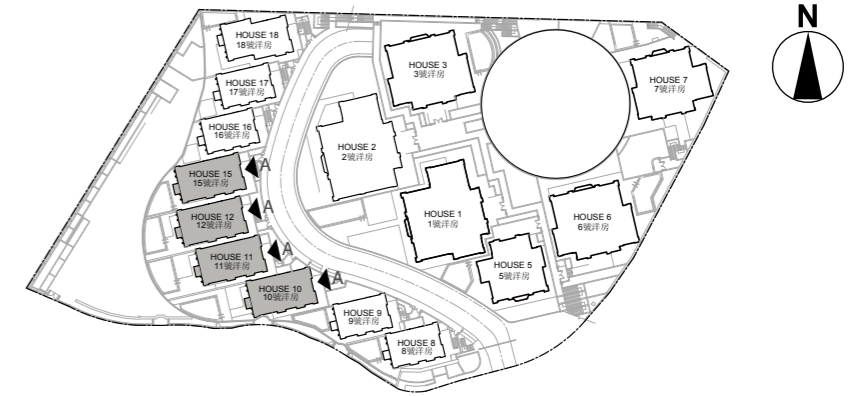 N
HOUSE 18
18號洋房
HOUSE 17
17號洋房
HOUSE 16
16號洋房
HOUSE 15
15號洋房
A
HOUSE 12
12號洋房
A
HOUSE 11
11號洋房
A
HOUSE 10
10號洋房
A
HOUSE 9
9號洋房
HOUSE 8
8號洋房
HOUSE 3
3號洋房
HOUSE 2
2號洋房
HOUSE 1
1號洋房
HOUSE 5
5號洋房
HOUSE 6
6號洋房
HOUSE 7
7號洋房